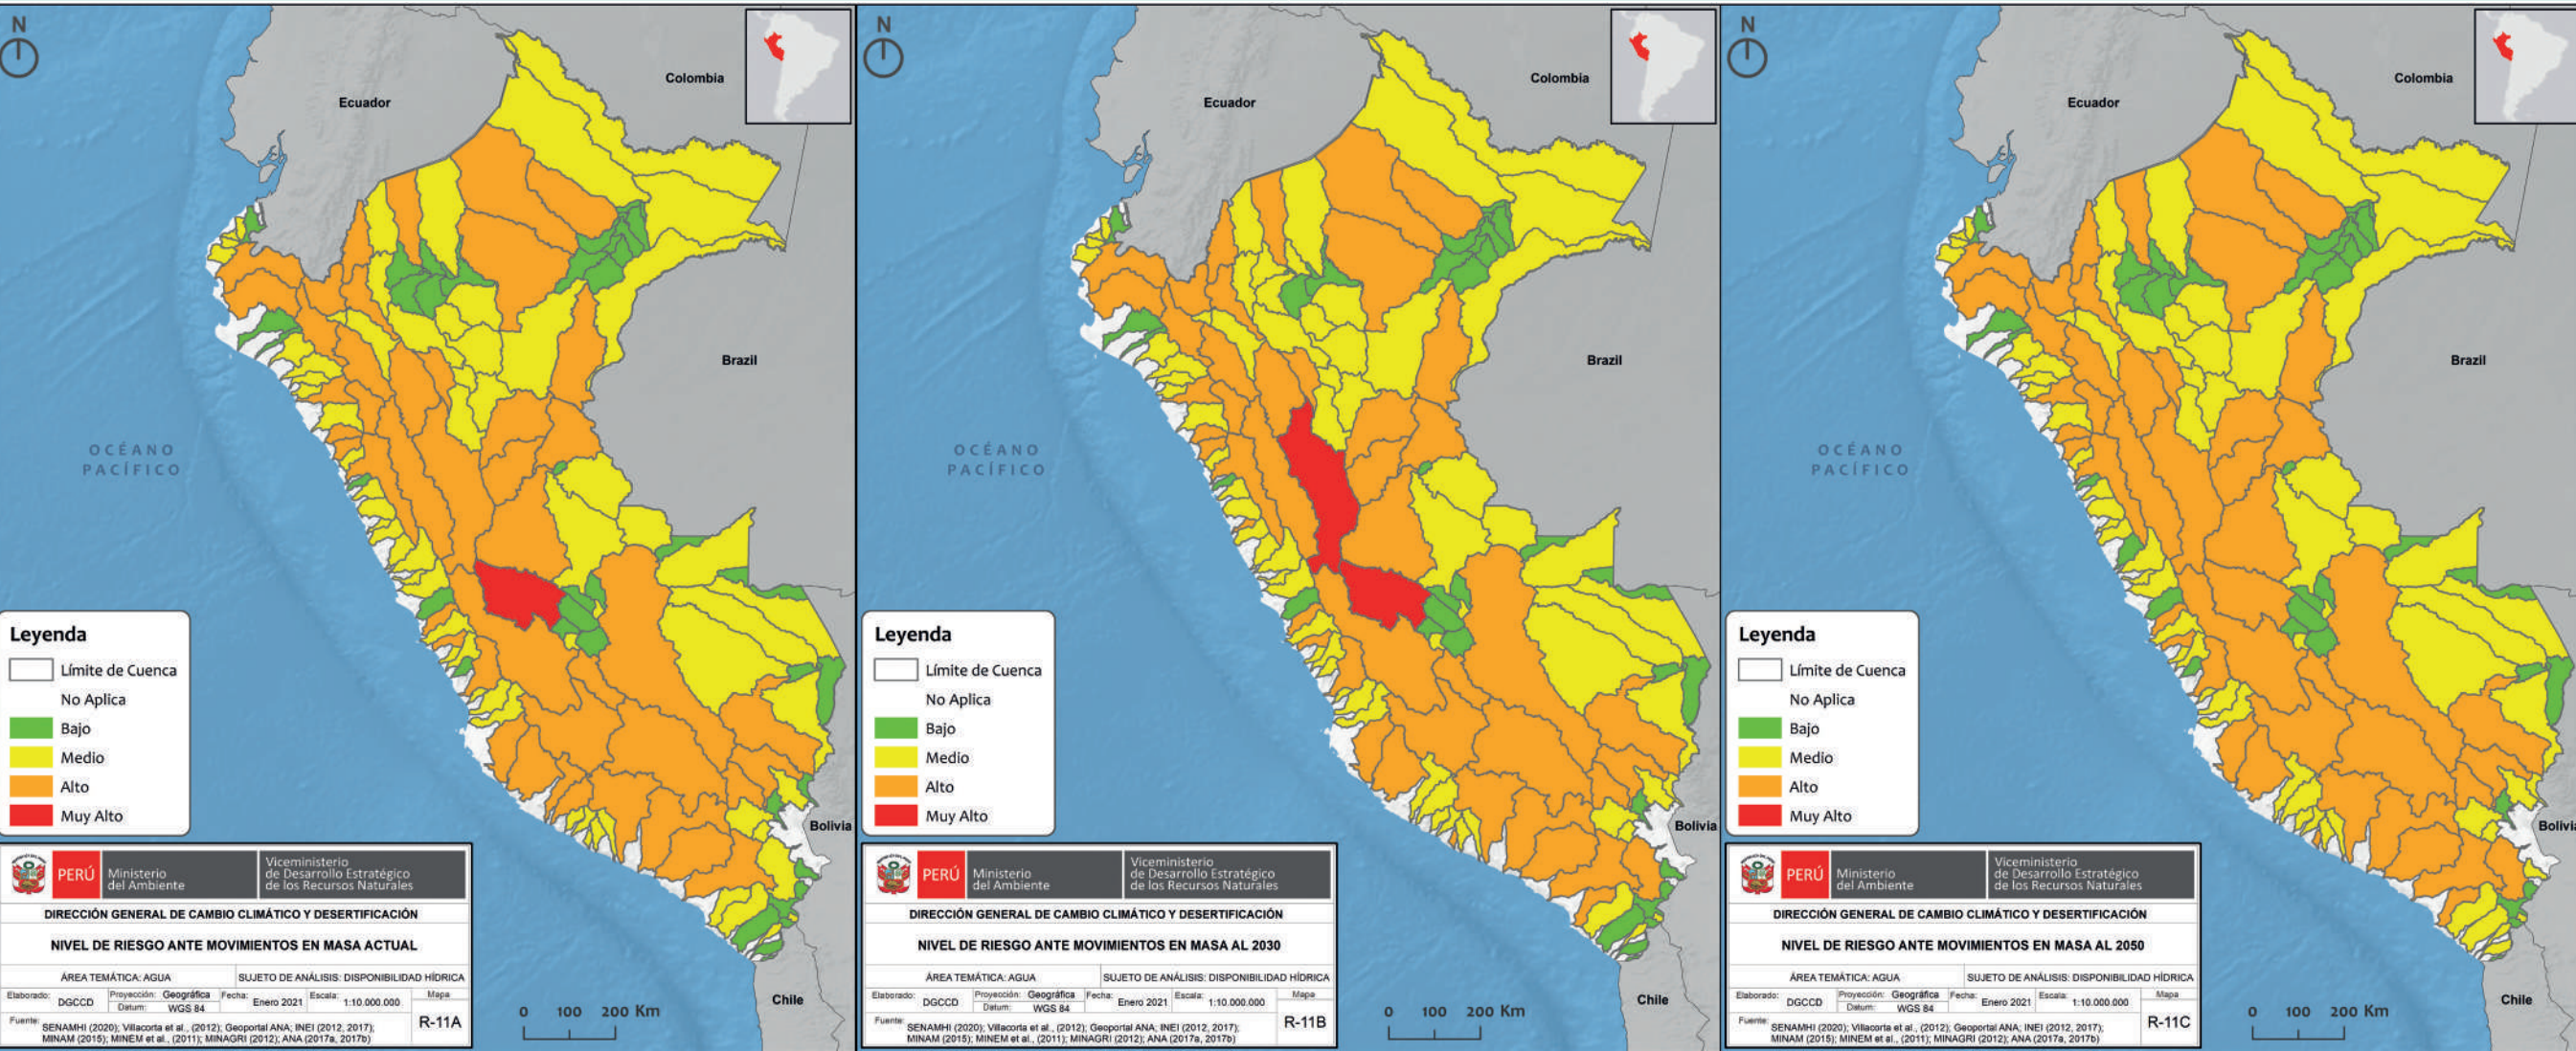 N
Colombia
Ecuador
Brazil
OCÉANO
PACÍFICO
Leyenda
Límite de Cuenca
No Aplica
Bajo
Medio
Alto
Muy Alto
Bolivia
PERÚ
Ministerio
del Ambiente
Viceministerio
de Desarrollo Estratégico
de los Recursos Naturales
DIRECCIÓN GENERAL DE CAMBIO CLIMÁTICO Y DESERTIFICACIÓN
NIVEL DE RIESGO ANTE MOVIMIENTOS EN MASA ACTUAL
ÁREA TEMÁTICA: AGUA
SUJETO DE ANÁLISIS: DISPONIBILIDAD HÍDRICA
Elaborado: DGCCD
Proyección: Geográfica
Datum: WGS 84
Fecha: Enero 2021
Escala: 1:10.000.000
Mapa
R-11A
Fuente: SENAMHI (2020); Villacorta et al., (2012); Geoportal ANA; INEI (2012, 2017);
MINAM (2015); MINEM et al., (2011); MINAGRI (2012); ANA (2017a, 2017b)
0 100 200 Km
Chile
N
Colombia
Ecuador
Brazil
OCÉANO
PACÍFICO
Leyenda
Límite de Cuenca
No Aplica
Bajo
Medio
Alto
Muy Alto
Bolivia
PERÚ
Ministerio
del Ambiente
Viceministerio
de Desarrollo Estratégico
de los Recursos Naturales
DIRECCIÓN GENERAL DE CAMBIO CLIMÁTICO Y DESERTIFICACIÓN
NIVEL DE RIESGO ANTE MOVIMIENTOS EN MASA AL 2030
ÁREA TEMÁTICA: AGUA
SUJETO DE ANÁLISIS: DISPONIBILIDAD HÍDRICA
Elaborado: DGCCD
Proyección: Geográfica
Datum: WGS 84
Fecha: Enero 2021
Escala: 1:10.000.000
Mapa
R-11B
Fuente: SENAMHI (2020); Villacorta et al., (2012); Geoportal ANA; INEI (2012, 2017);
MINAM (2015); MINEM et al., (2011); MINAGRI (2012); ANA (2017a, 2017b)
0 100 200 Km
Chile
N
Colombia
Ecuador
Brazil
OCÉANO
PACÍFICO
Leyenda
Límite de Cuenca
No Aplica
Bajo
Medio
Alto
Muy Alto
Bolivia
PERÚ
Ministerio
del Ambiente
Viceministerio
de Desarrollo Estratégico
de los Recursos Naturales
DIRECCIÓN GENERAL DE CAMBIO CLIMÁTICO Y DESERTIFICACIÓN
NIVEL DE RIESGO ANTE MOVIMIENTOS EN MASA AL 2050
ÁREA TEMÁTICA: AGUA
SUJETO DE ANÁLISIS: DISPONIBILIDAD HÍDRICA
Elaborado: DGCCD
Proyección: Geográfica
Datum: WGS 84
Fecha: Enero 2021
Escala: 1:10.000.000
Mapa
R-11C
Fuente: SENAMHI (2020); Villacorta et al., (2012); Geoportal ANA; INEI (2012, 2017);
MINAM (2015); MINEM et al., (2011); MINAGRI (2012); ANA (2017a, 2017b)
0 100 200 Km
Chile